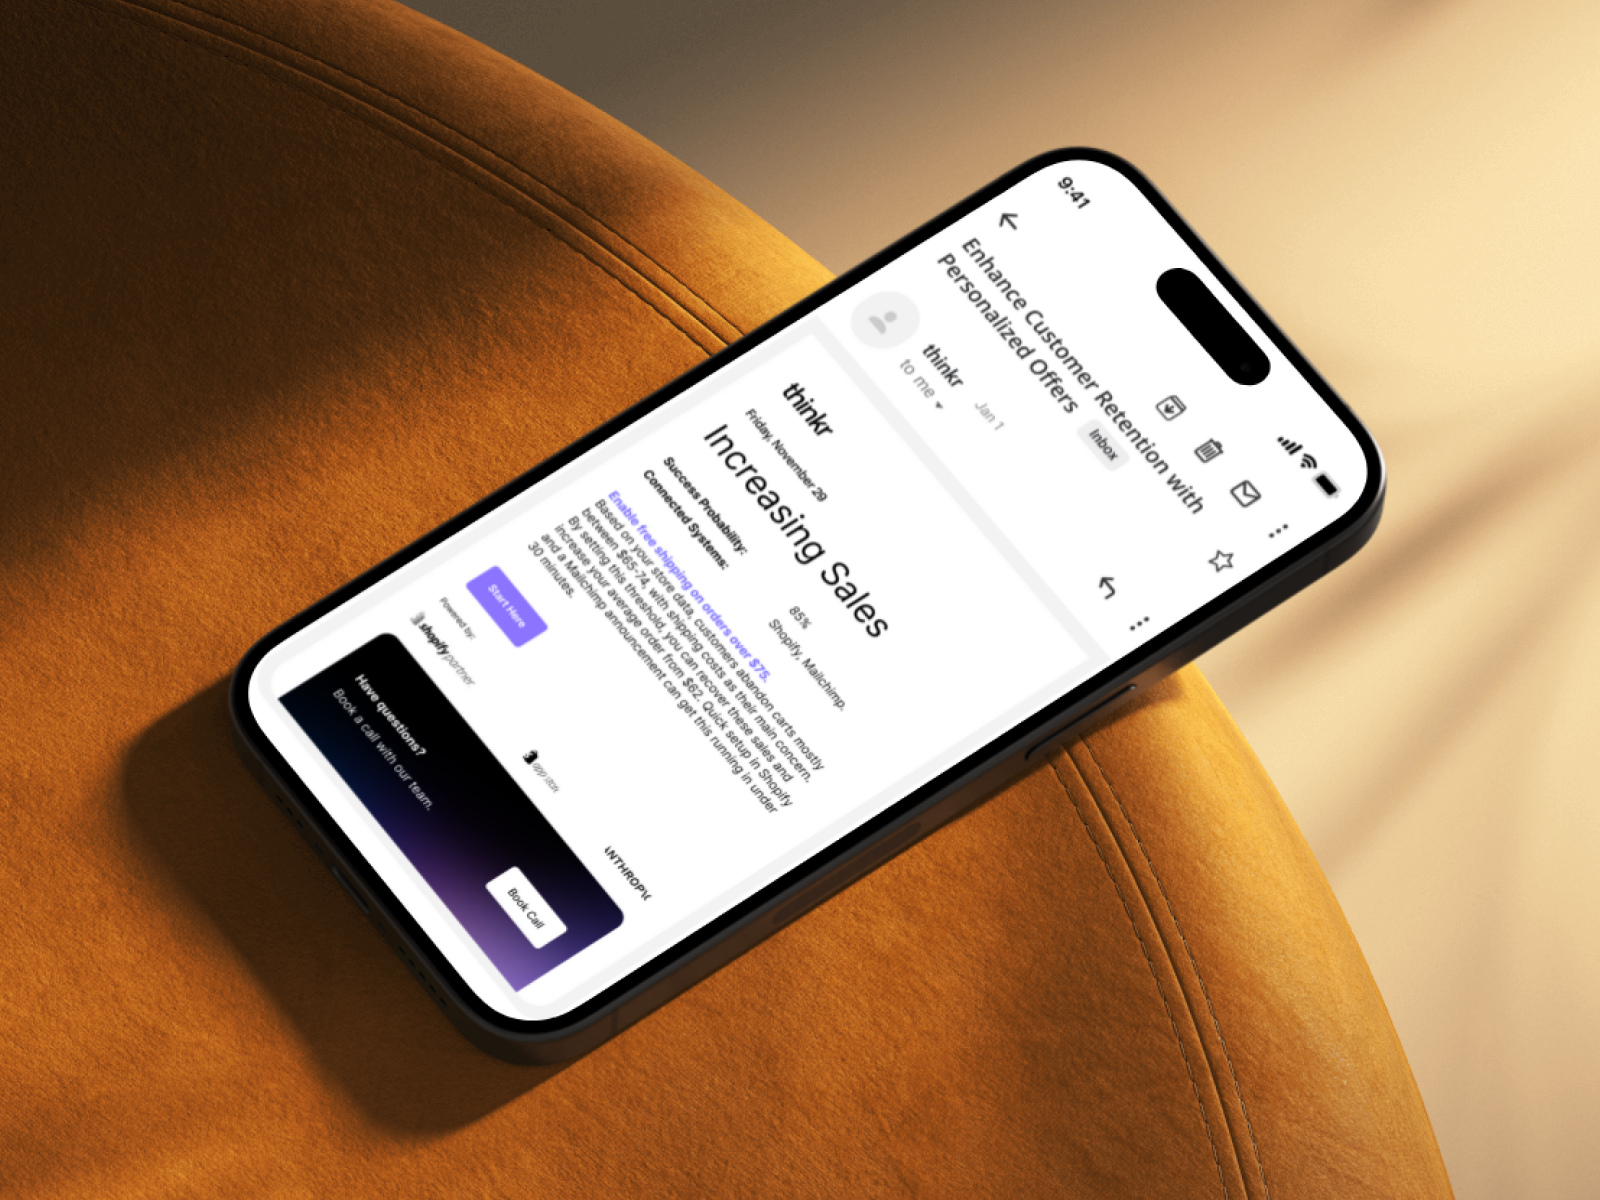 9:41
Enhance Customer Retention with
Personalized Offers
Inbox
thinkr
Jan 1
to me
thinkr
Friday, November 29
Increasing Sales
Success Probability:
85%
Connected Systems:
Shopify, Mailchimp.
Enable free shipping on orders over $75.
Based on your store data, customers abandon carts mostly
between $65-74, with shipping costs as their main concern.
By setting this threshold, you can recover these sales and
increase your average order from $62. Quick setup in Shopify
and a Mailchimp announcement can get this running in under
30 minutes.
Start Here
Powered by:
shopify partner
Have questions?
Book a call with our team.
Book Call